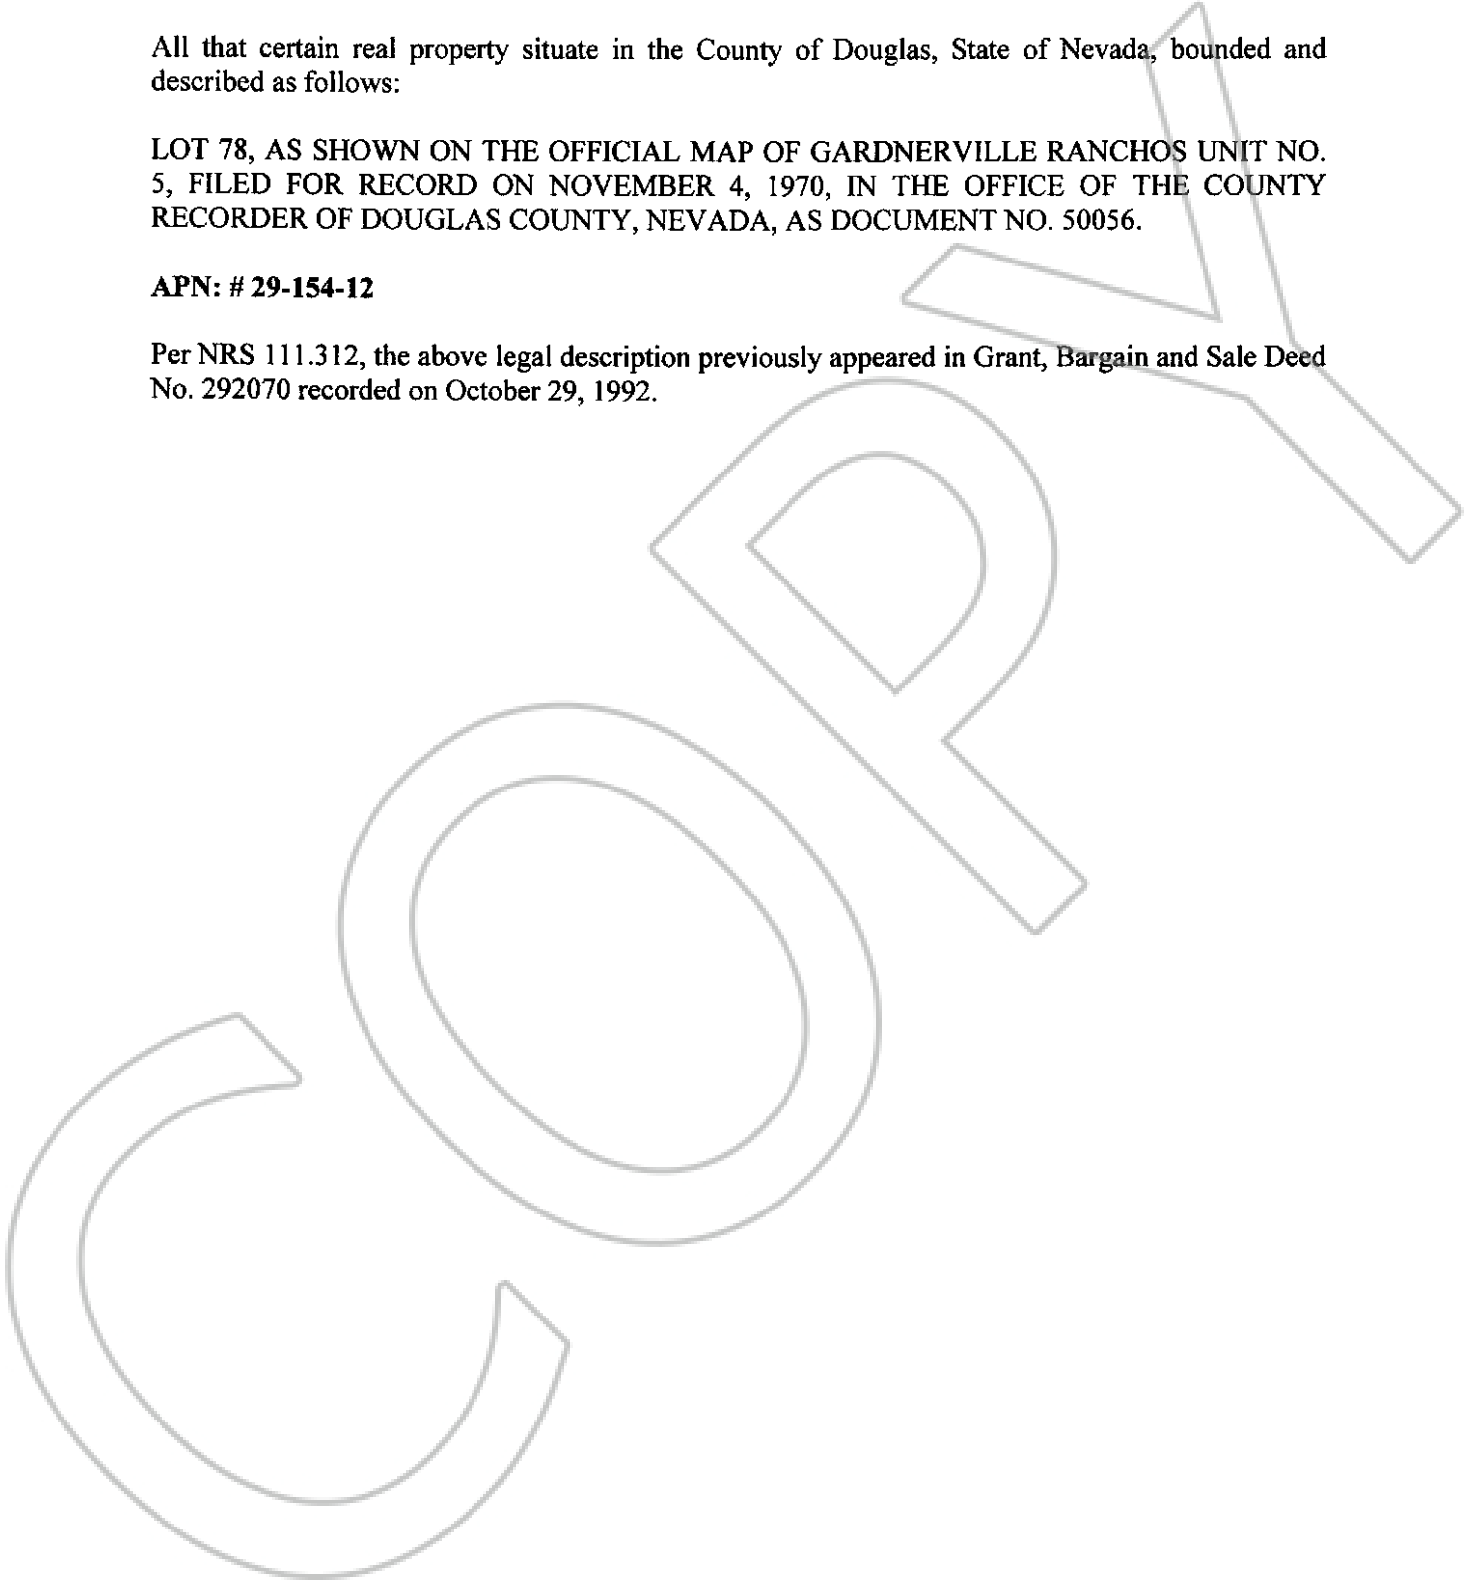 All that certain real property situate in the County of Douglas, State of Nevada, bounded and
described as follows:
LOT 78, AS SHOWN ON THE OFFICIAL MAP OF GARDNERVILLE RANCHOS UNIT NO.
5, FILED FOR RECORD ON NOVEMBER 4, 1970, IN THE OFFICE OF THE COUNTY
RECORDER OF DOUGLAS COUNTY, NEVADA, AS DOCUMENT NO. 50056.
APN: # 29-154-12
Per NRS 111.312, the above legal description previously appeared in Grant, Bargain and Sale Deed
No. 292070 recorded on October 29, 1992.
COPY